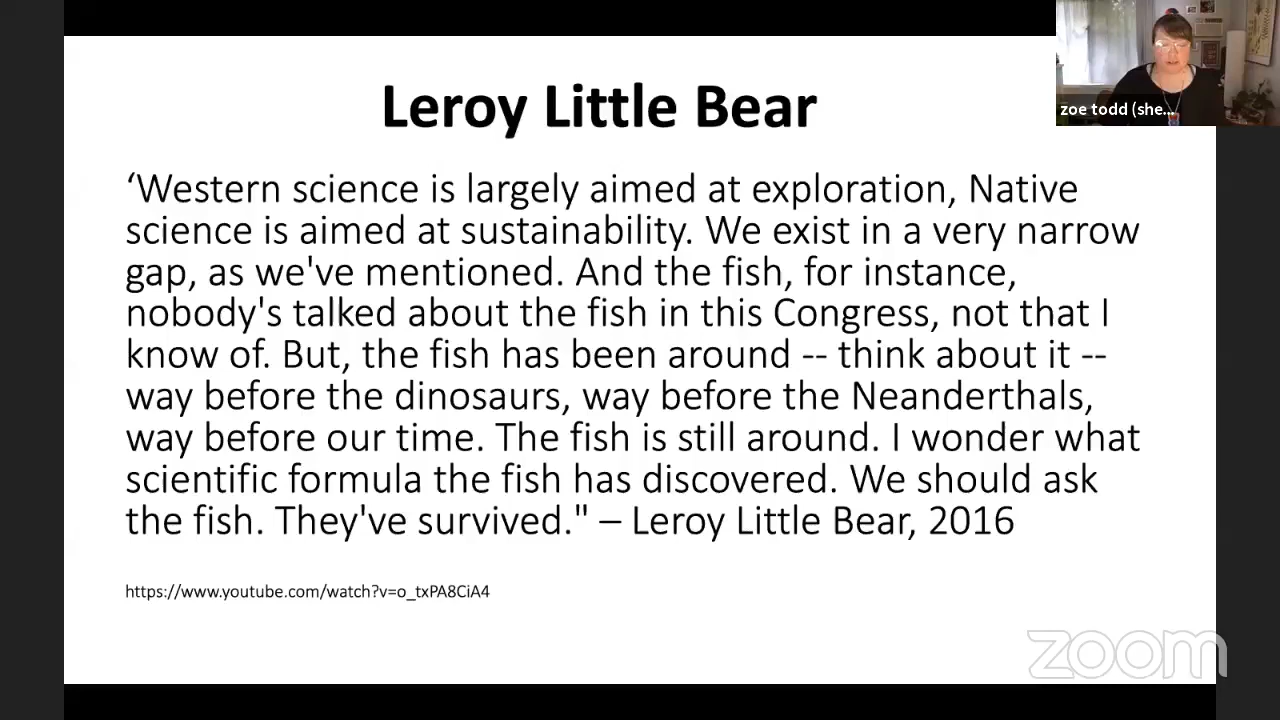 Leroy Little Bear
zoe todd (she...
‘Western science is largely aimed at exploration, Native
science is aimed at sustainability. We exist in a very narrow
gap, as we've mentioned. And the fish, for instance,
nobody's talked about the fish in this Congress, not that I
know of. But, the fish has been around -- think about it --
way before the dinosaurs, way before the Neanderthals,
way before our time. The fish is still around. I wonder what
scientific formula the fish has discovered. We should ask
the fish. They've survived." – Leroy Little Bear, 2016
https://www.youtube.com/watch?v=o_txPA8CiA4
zoom